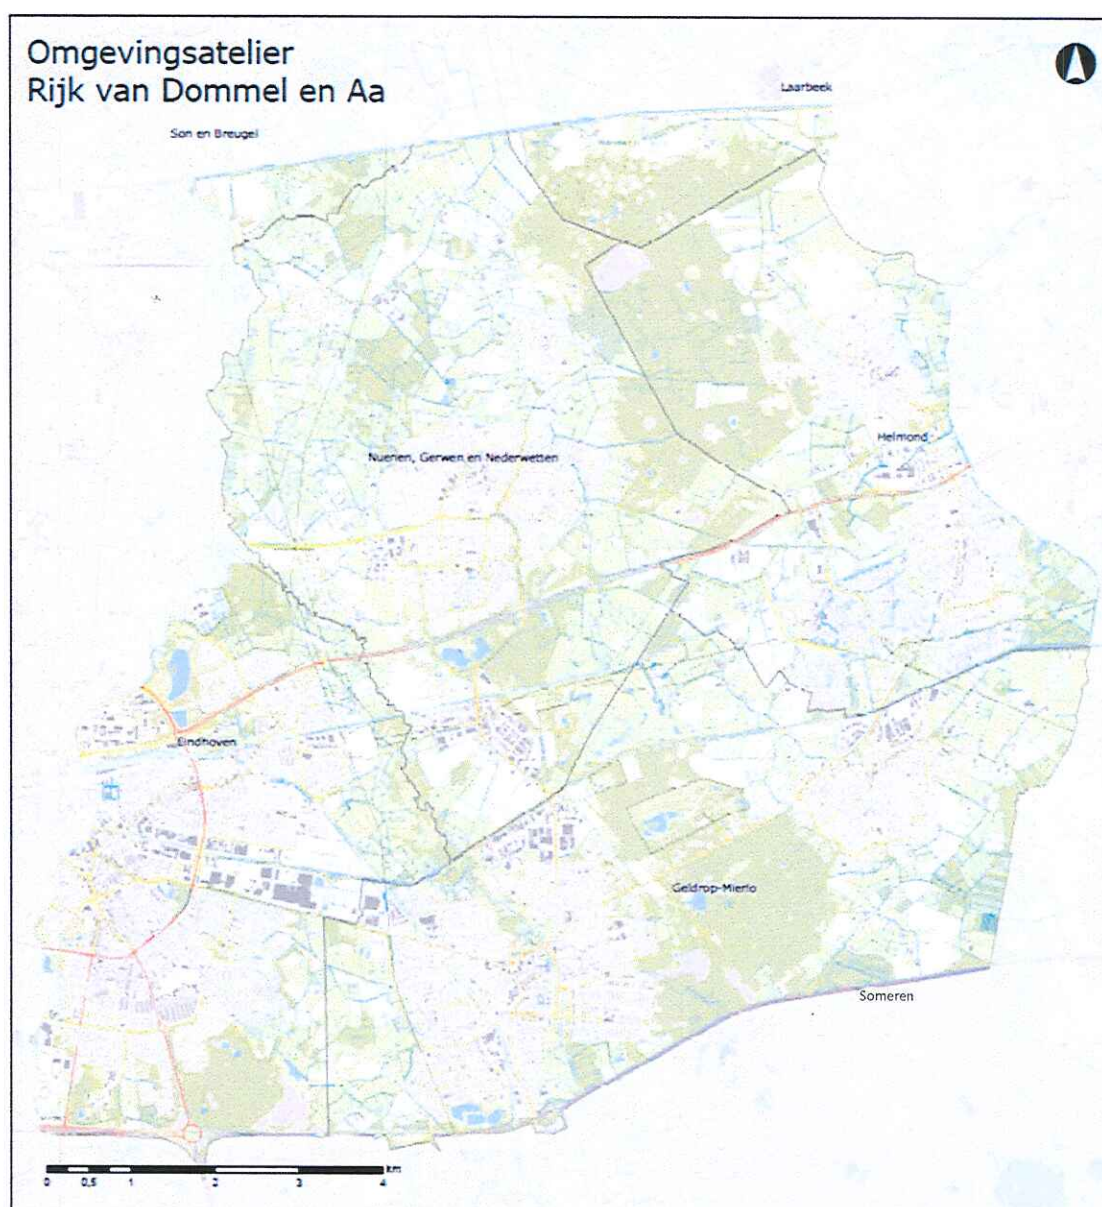 Omgevingsatelier
Rijk van Dommel en Aa
Laarbeek
Son en Breugel
Helmond
Nuenen, Gerwen en Nederwetten
Eindhoven
Geldrop-Mierlo
Someren
km
0 0,5 1 2 3 4